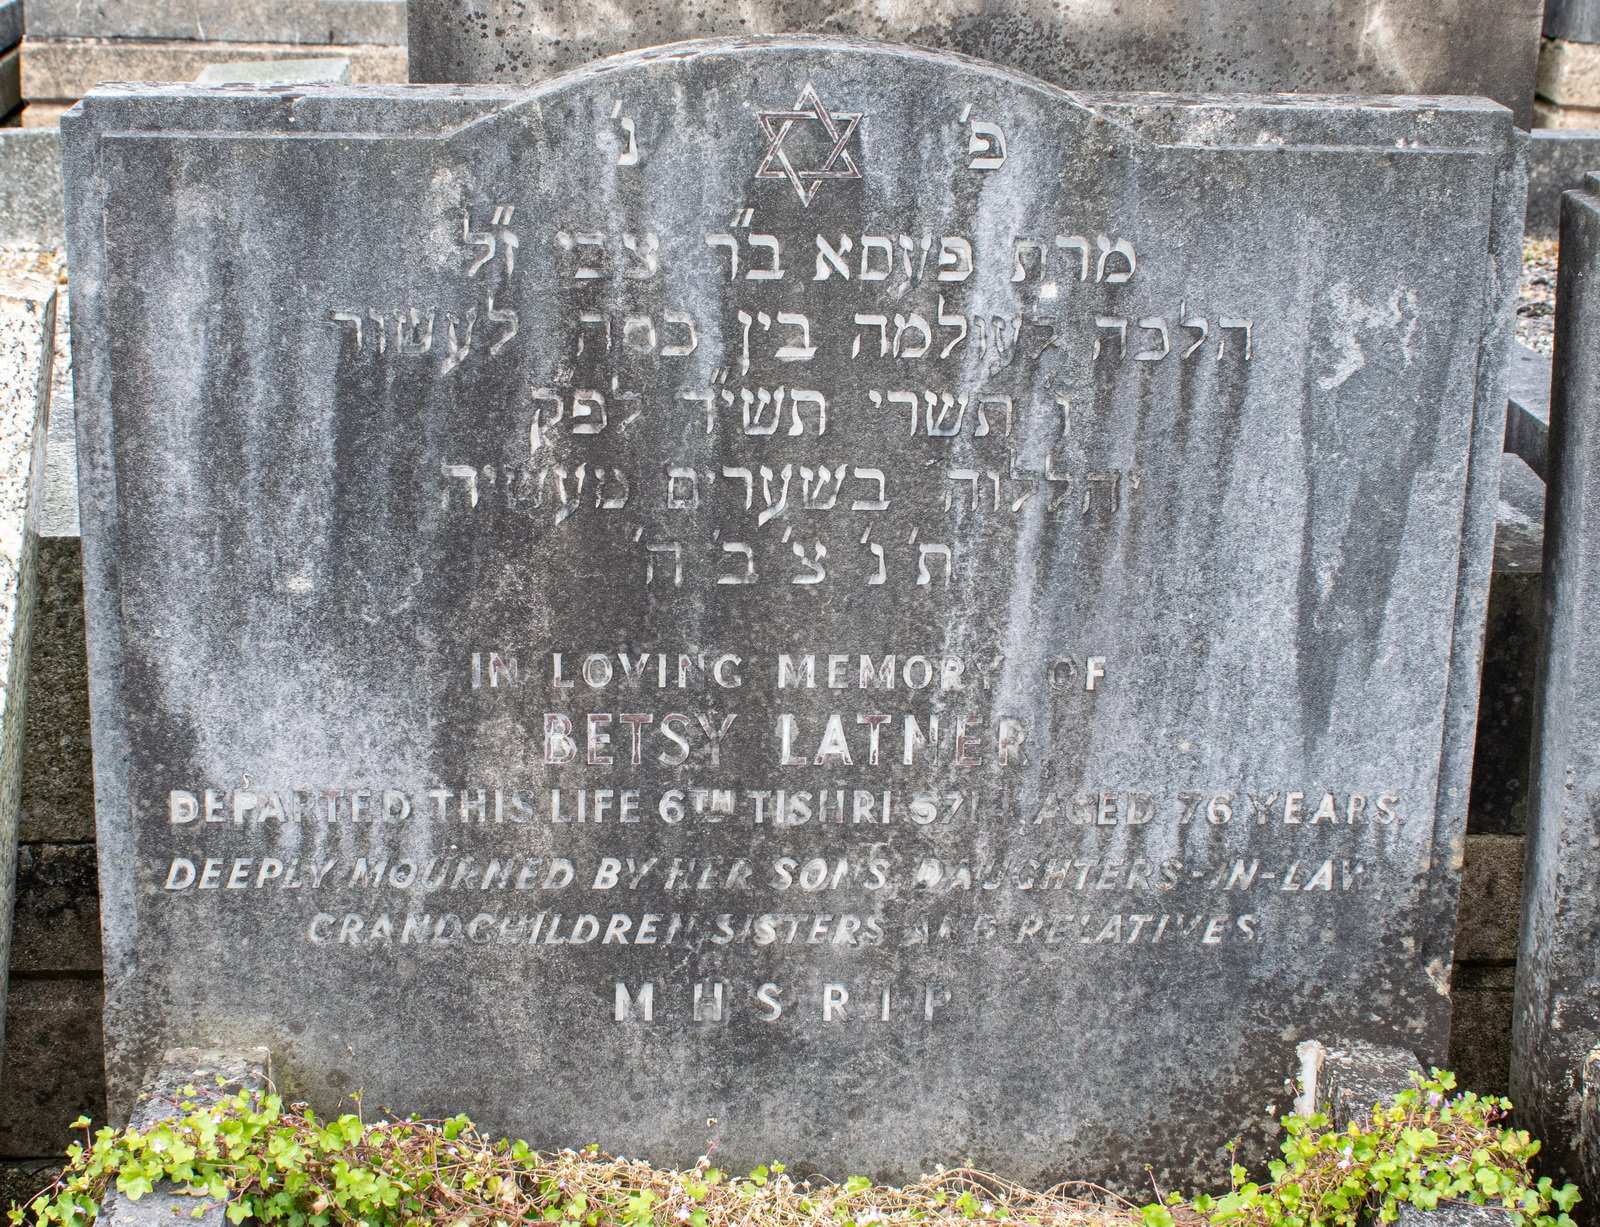 פ' נ'
מרת פעסא ב"ר צבי ז"ל
הלכה לעולמה בין כסה לעשור
ו תשרי תשי"ד לפק
יהללוה בשערים מעשיה
ת' נ' צ' ב' ה'
IN LOVING MEMORY OF
BETSY LATNER
DEPARTED THIS LIFE 6TH TISHRI AGED 76 YEARS.
DEEPLY MOURNED BY HER SONS, DAUGHTERS-IN-LAW
GRANDCHILDREN, SISTERS AND RELATIVES.
M H S R I P